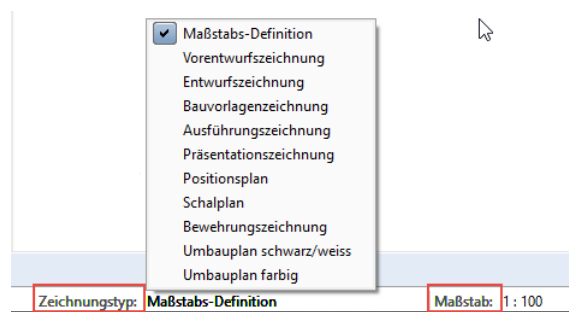 Maßstabs-Definition
Vorentwurfszeichnung
Entwurfszeichnung
Bauvorlagenzeichnung
Ausführungszeichnung
Präsentationszeichnung
Positionsplan
Schalplan
Bewehrungszeichnung
Umbauplan schwarz/weiss
Umbauplan farbig
Zeichnungstyp: Maßstabs-Definition Maßstab: 1 : 100